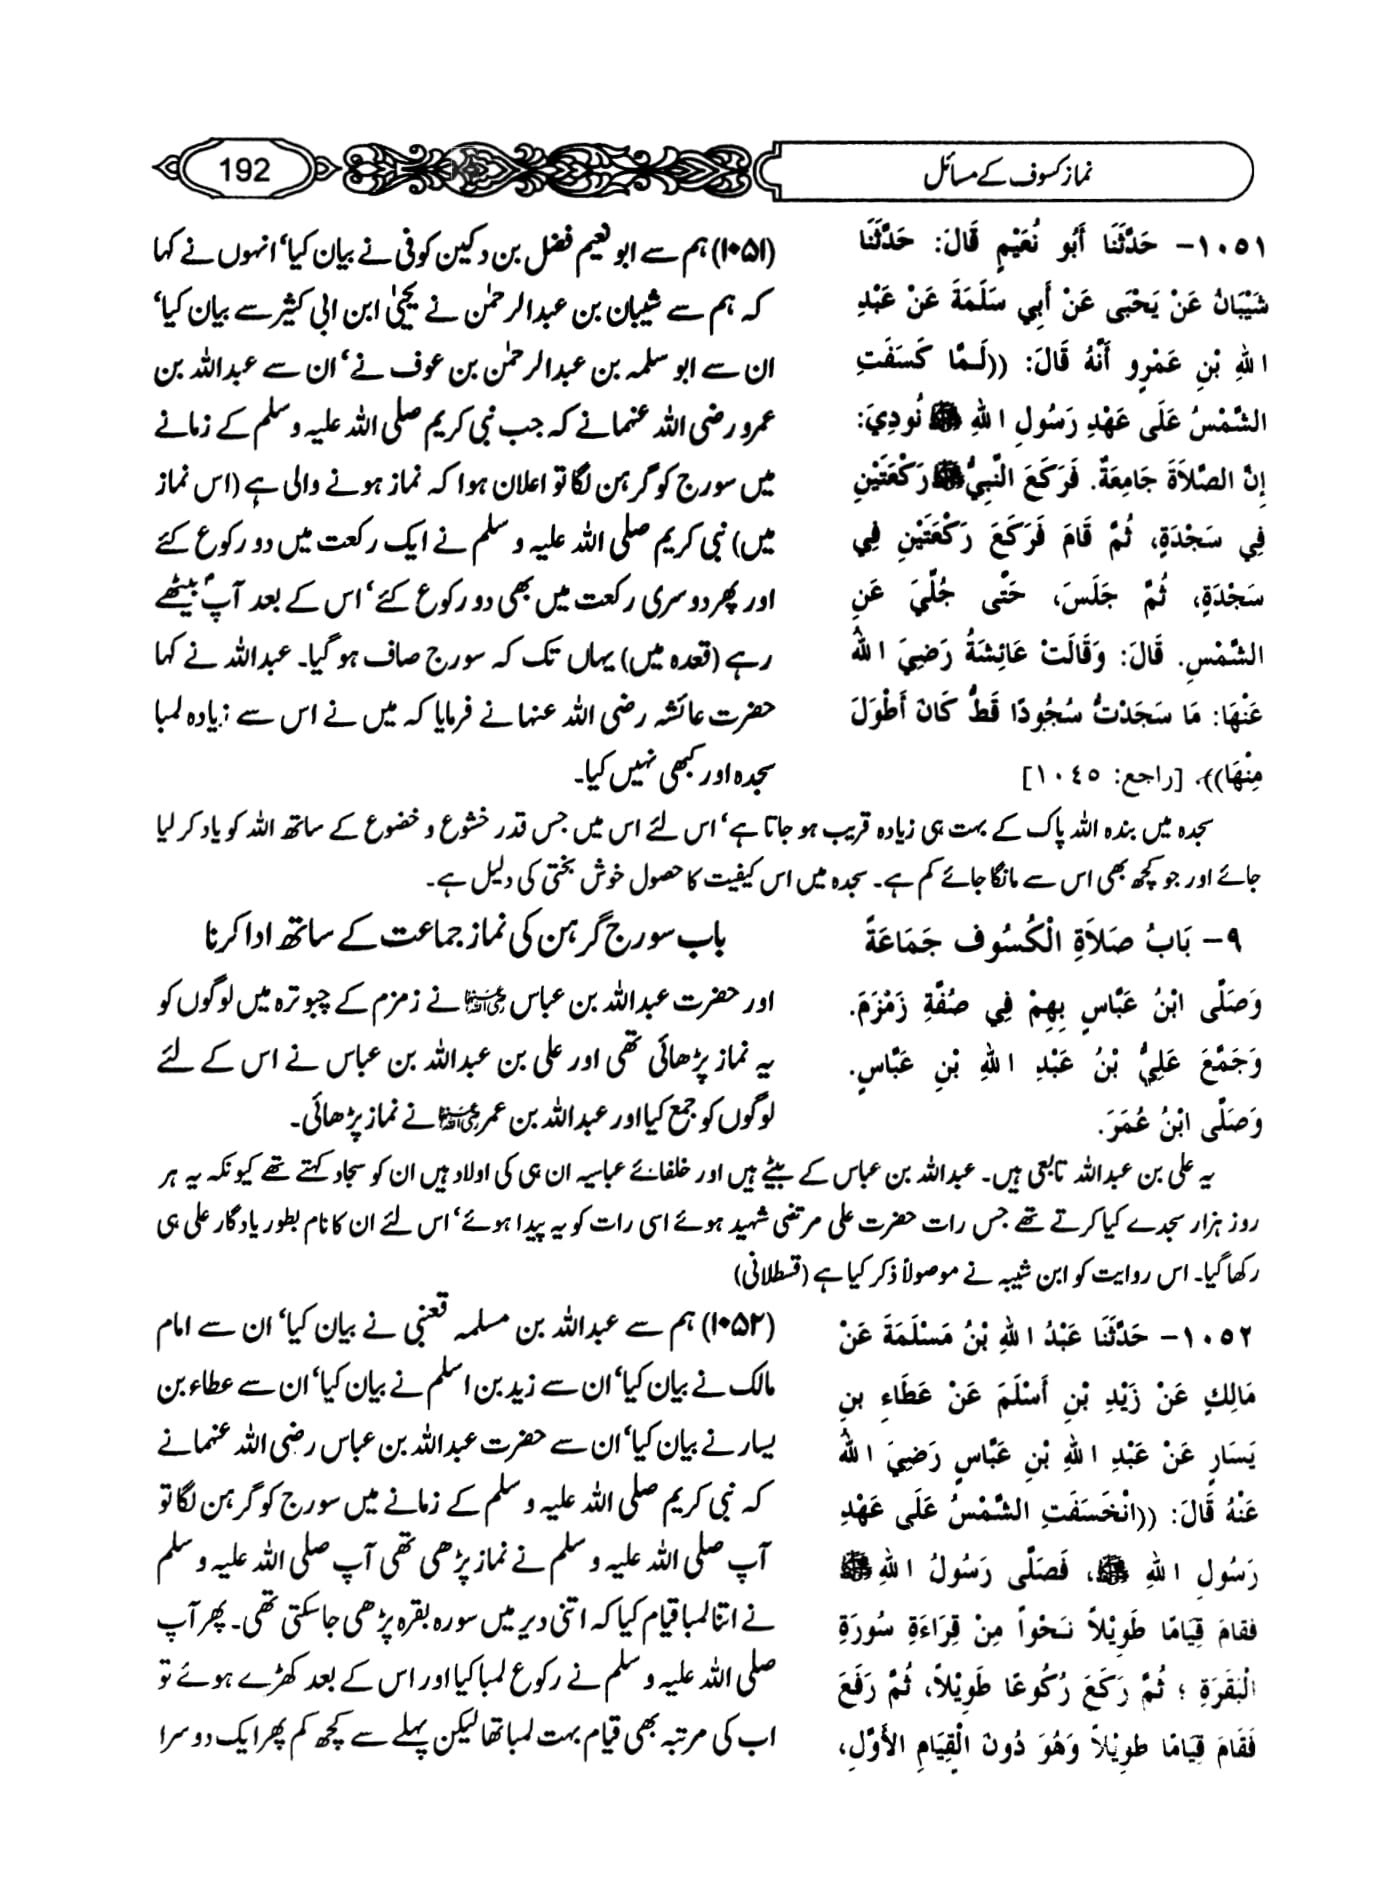 192
نماز کسوف کے مسائل
١٠٥١– حَدَّثَنَا أَبُو نُعَيْمٍ قَالَ: حَدَّثَنَا
شَيْبَانُ عَنْ يَحْيَى عَنْ أَبِي سَلَمَةَ عَنْ عَبْدِ
اللهِ بْنِ عَمْرٍو أَنَّهُ قَالَ: ((لَمَّا كَسَفَتِ
الشَّمْسُ عَلَى عَهْدِ رَسُولِ اللهِ ﷺ نُودِيَ:
إِنَّ الصَّلاَةَ جَامِعَةٌ. فَرَكَعَ النَّبِيُّ ﷺ رَكْعَتَيْنِ
فِي سَجْدَةٍ، ثُمَّ قَامَ فَرَكَعَ رَكْعَتَيْنِ فِي
سَجْدَةٍ، ثُمَّ جَلَسَ، حَتَّى جُلِّيَ عَنِ
الشَّمْسِ. قَالَ: وَقَالَتْ عَائِشَةُ رَضِيَ اللهُ
عَنْهَا: مَا سَجَدْتُ سُجُودًا قَطُّ كَانَ أَطْوَلَ
مِنْهَا)). [راجع: ١٠٤٥]
(۱۰۵۱) ہم سے ابو نعیم فضل بن دکین کوفی نے بیان کیا‘ انہوں نے کہا
کہ ہم سے شیبان بن عبدالرحمٰن نے یحییٰ ابن ابی کثیر سے بیان کیا‘
ان سے ابو سلمہ بن عبدالرحمٰن بن عوف نے‘ ان سے عبداللہ بن
عمرو رضی اللہ عنہما نے کہ جب نبی کریم صلی اللہ علیہ و سلم کے زمانے
میں سورج کو گرہن لگا تو اعلان ہوا کہ نماز ہونے والی ہے (اس نماز
میں) نبی کریم صلی اللہ علیہ و سلم نے ایک رکعت میں دو رکوع کئے
اور پھر دوسری رکعت میں بھی دو رکوع کئے‘ اس کے بعد آپؐ بیٹھے
رہے (قعدہ میں) یہاں تک کہ سورج صاف ہو گیا۔ عبداللہ نے کہا
حضرت عائشہ رضی اللہ عنہا نے فرمایا کہ میں نے اس سے زیادہ لمبا
سجدہ اور کبھی نہیں کیا۔
سجدہ میں بندہ اللہ پاک کے بہت ہی زیادہ قریب ہو جاتا ہے‘ اس لئے اس میں جس قدر خشوع و خضوع کے ساتھ اللہ کو یاد کر لیا
جائے اور جو کچھ بھی اس سے مانگا جائے کم ہے۔ سجدہ میں اس کیفیت کا حصول خوش بختی کی دلیل ہے۔
٩– بَابُ صَلاَةِ الْكُسُوفِ جَمَاعَةً
وَصَلَّى ابْنُ عَبَّاسٍ بِهِمْ فِي صُفَّةِ زَمْزَمَ.
وَجَمَّعَ عَلِيُّ بْنُ عَبْدِ اللهِ بْنِ عَبَّاسٍ.
وَصَلَّى ابْنُ عُمَرَ.
باب سورج گرہن کی نماز جماعت کے ساتھ ادا کرنا
اور حضرت عبداللہ بن عباس رضی اللہ عنہما نے زمزم کے چبوترہ میں لوگوں کو
یہ نماز پڑھائی تھی اور علی بن عبداللہ بن عباس نے اس کے لئے
لوگوں کو جمع کیا اور عبداللہ بن عمر رضی اللہ عنہما نے نماز پڑھائی۔
یہ علی بن عبداللہ تابعی ہیں۔ عبداللہ بن عباس کے بیٹے ہیں اور خلفائے عباسیہ ان ہی کی اولاد ہیں ان کو سجاد کہتے تھے کیونکہ یہ ہر
روز ہزار سجدے کیا کرتے تھے جس رات حضرت علی مرتضی شہید ہوئے اسی رات کو یہ پیدا ہوئے‘ اس لئے ان کا نام بطور یادگار علی ہی
رکھا گیا۔ اس روایت کو ابن شیبہ نے موصولاً ذکر کیا ہے (قسطلانی)
١٠٥٢– حَدَّثَنَا عَبْدُ اللهِ بْنُ مَسْلَمَةَ عَنْ
مَالِكٍ عَنْ زَيْدِ بْنِ أَسْلَمَ عَنْ عَطَاءِ بنِ
يَسَارٍ عَنْ عَبْدِ اللهِ بْنِ عَبَّاسٍ رَضِيَ اللهُ
عَنْهُ قَالَ: ((انْخَسَفَتِ الشَّمْسُ عَلَى عَهْدِ
رَسُولِ اللهِ ﷺ، فَصَلَّى رَسُولُ اللهِ ﷺ
فَقَامَ قِيَامًا طَوِيْلاً نَحْواً مِنْ قِرَاءَةِ سُورَةِ
الْبَقَرَةِ ؛ ثُمَّ رَكَعَ رُكُوعًا طَوِيْلاً، ثُمَّ رَفَعَ
فَقَامَ قِيَامًا طَوِيْلاً وَهُوَ دُونَ الْقِيَامِ الأَوَّلِ،
(۱۰۵۲) ہم سے عبداللہ بن مسلمہ قعنبی نے بیان کیا‘ ان سے امام
مالک نے بیان کیا‘ ان سے زید بن اسلم نے بیان کیا‘ ان سے عطاء بن
یسار نے بیان کیا‘ ان سے حضرت عبداللہ بن عباس رضی اللہ عنہما نے
کہ نبی کریم صلی اللہ علیہ و سلم کے زمانے میں سورج کو گرہن لگا تو
آپ صلی اللہ علیہ و سلم نے نماز پڑھی تھی آپ صلی اللہ علیہ و سلم
نے اتنا لمبا قیام کیا کہ اتنی دیر میں سورہ بقرہ پڑھی جا سکتی تھی۔ پھر آپ
صلی اللہ علیہ و سلم نے رکوع لمبا کیا اور اس کے بعد کھڑے ہوئے تو
اب کی مرتبہ بھی قیام بہت لمبا تھا لیکن پہلے سے کچھ کم پھر ایک دوسرا